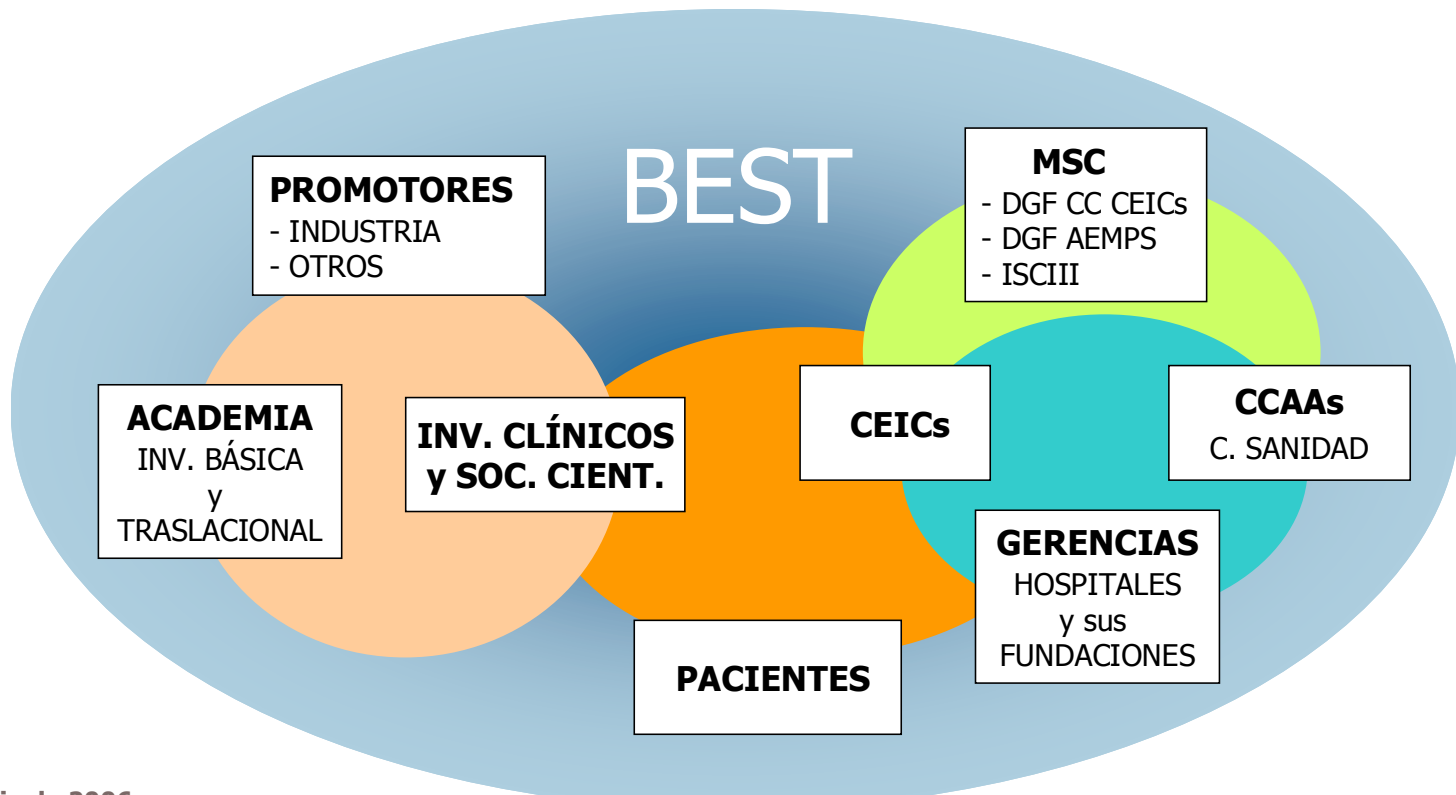 BEST
PROMOTORES
- INDUSTRIA
- OTROS
MSC
- DGF CC CEICs
- DGF AEMPS
- ISCIII
ACADEMIA
INV. BÁSICA
y
TRASLACIONAL
INV. CLÍNICOS
y SOC. CIENT.
CEICs
CCAAs
C. SANIDAD
GERENCIAS
HOSPITALES
y sus
FUNDACIONES
PACIENTES